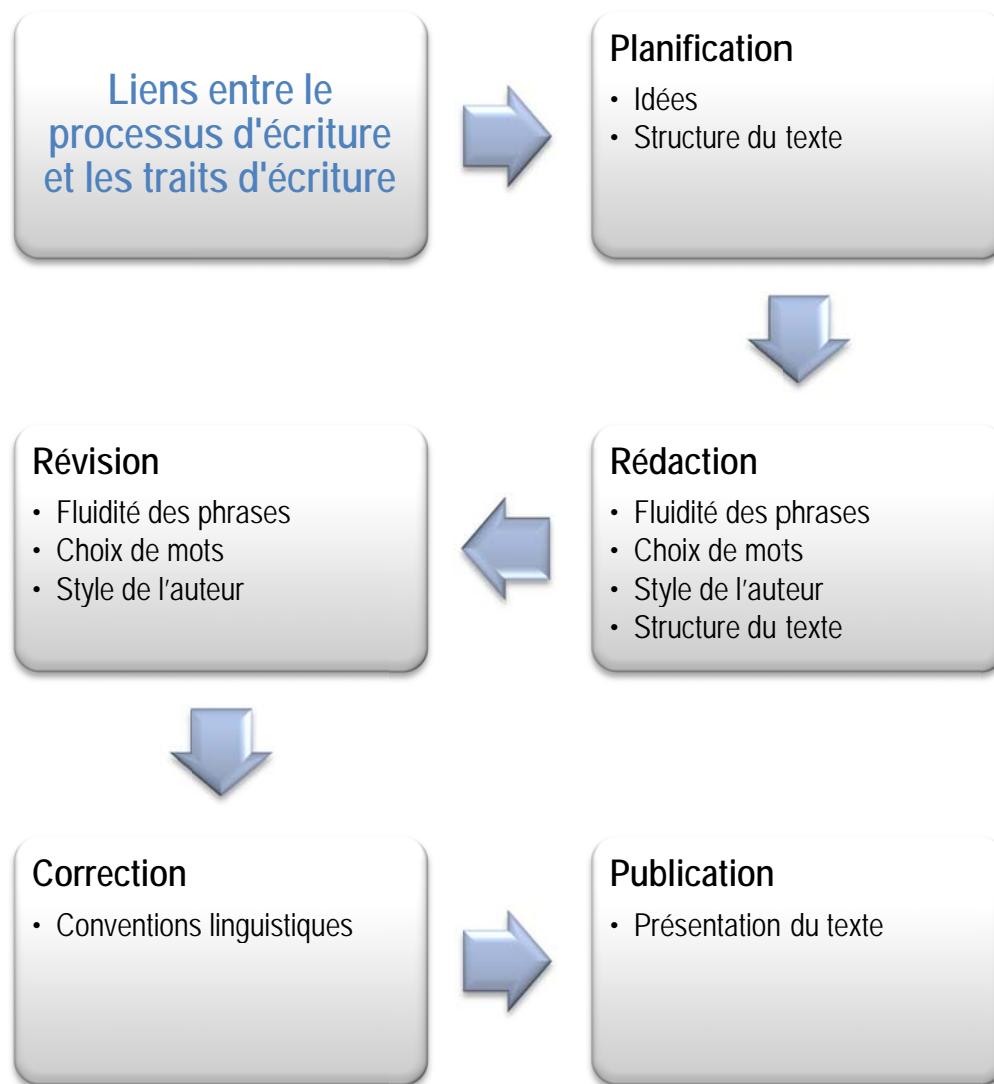 Liens entre le
processus d'écriture
et les traits d'écriture
Planification
• Idées
• Structure du texte
Rédaction
• Fluidité des phrases
• Choix de mots
• Style de l'auteur
• Structure du texte
Révision
• Fluidité des phrases
• Choix de mots
• Style de l'auteur
Correction
• Conventions linguistiques
Publication
• Présentation du texte